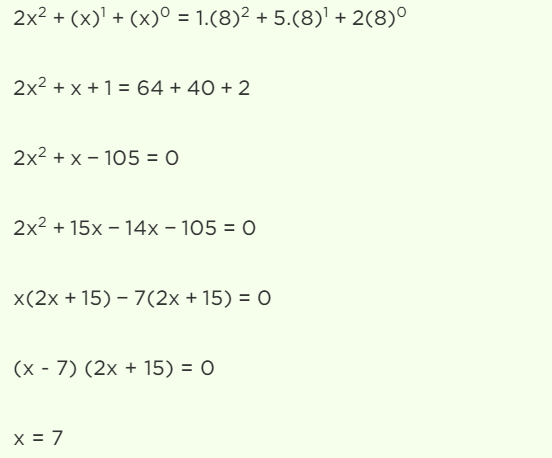 2x² + (x)¹ + (x)⁰ = 1.(8)² + 5.(8)¹ + 2(8)⁰
2x² + x + 1 = 64 + 40 + 2
2x² + x – 105 = 0
2x² + 15x – 14x – 105 = 0
x(2x + 15) – 7(2x + 15) = 0
(x - 7) (2x + 15) = 0
x = 7